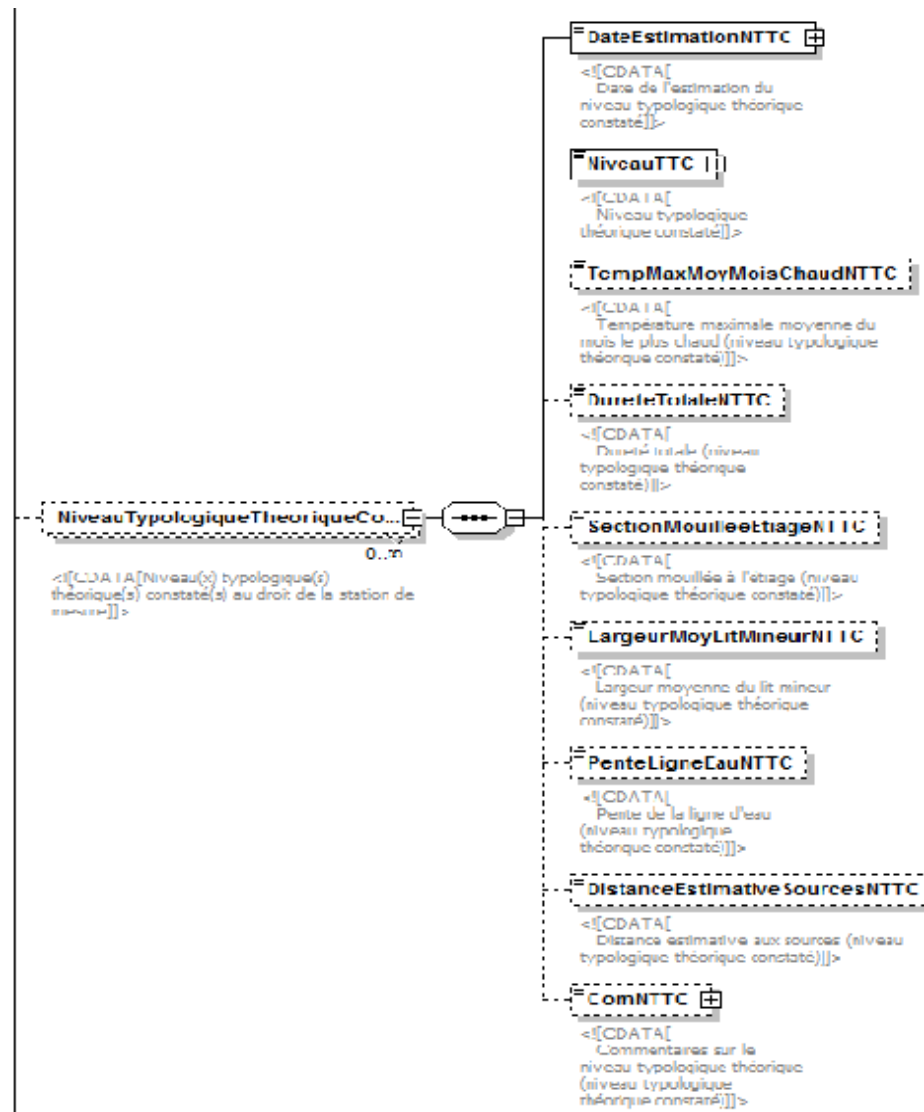 DateEstimationNTTC
<![CDATA[
Date de l'estimation du
niveau typologique théorique
constaté]]>
NiveauTTC
<![CDATA[
Niveau typologique
théorique constaté]]>
TempMaxMoyMoisChaudNTTC
<![CDATA[
Température maximale moyenne du
mois le plus chaud (niveau typologique
théorique constaté)]]>
DureteTotaleNTTC
<![CDATA[
Dureté totale (niveau
typologique théorique
constaté)]]>
NiveauTypologiqueTheoriqueCo...
0..∞
<![CDATA[Niveau(x) typologique(s)
théorique(s) constaté(s) au droit de la station de
mesure]]>
SectionMouilleeEtiageNTTC
<![CDATA[
Section mouillée à l'étiage (niveau
typologique théorique constaté)]]>
LargeurMoyLitMineurNTTC
<![CDATA[
Largeur moyenne du lit mineur
(niveau typologique théorique
constaté)]]>
PenteLigneEauNTTC
<![CDATA[
Pente de la ligne d'eau
(niveau typologique
théorique constaté)]]>
DistanceEstimativeSourcesNTTC
<![CDATA[
Distance estimative aux sources (niveau
typologique théorique constaté)]]>
ComNTTC
<![CDATA[
Commentaires sur le
niveau typologique théorique
(niveau typologique
théorique constaté)]]>